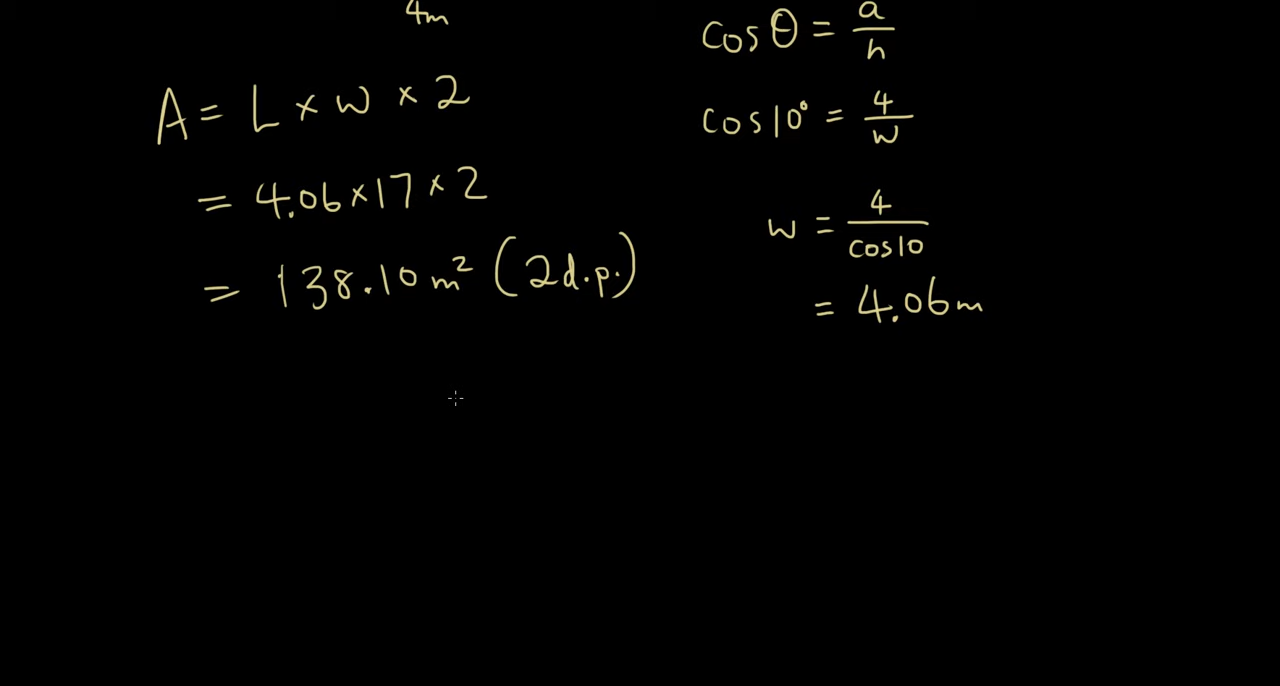 4m
A = L × w × 2
= 4.06 × 17 × 2
= 138.10 m² (2d.p.)
cos θ = a/h
cos 10° = 4/w
w = 4/cos10
= 4.06m